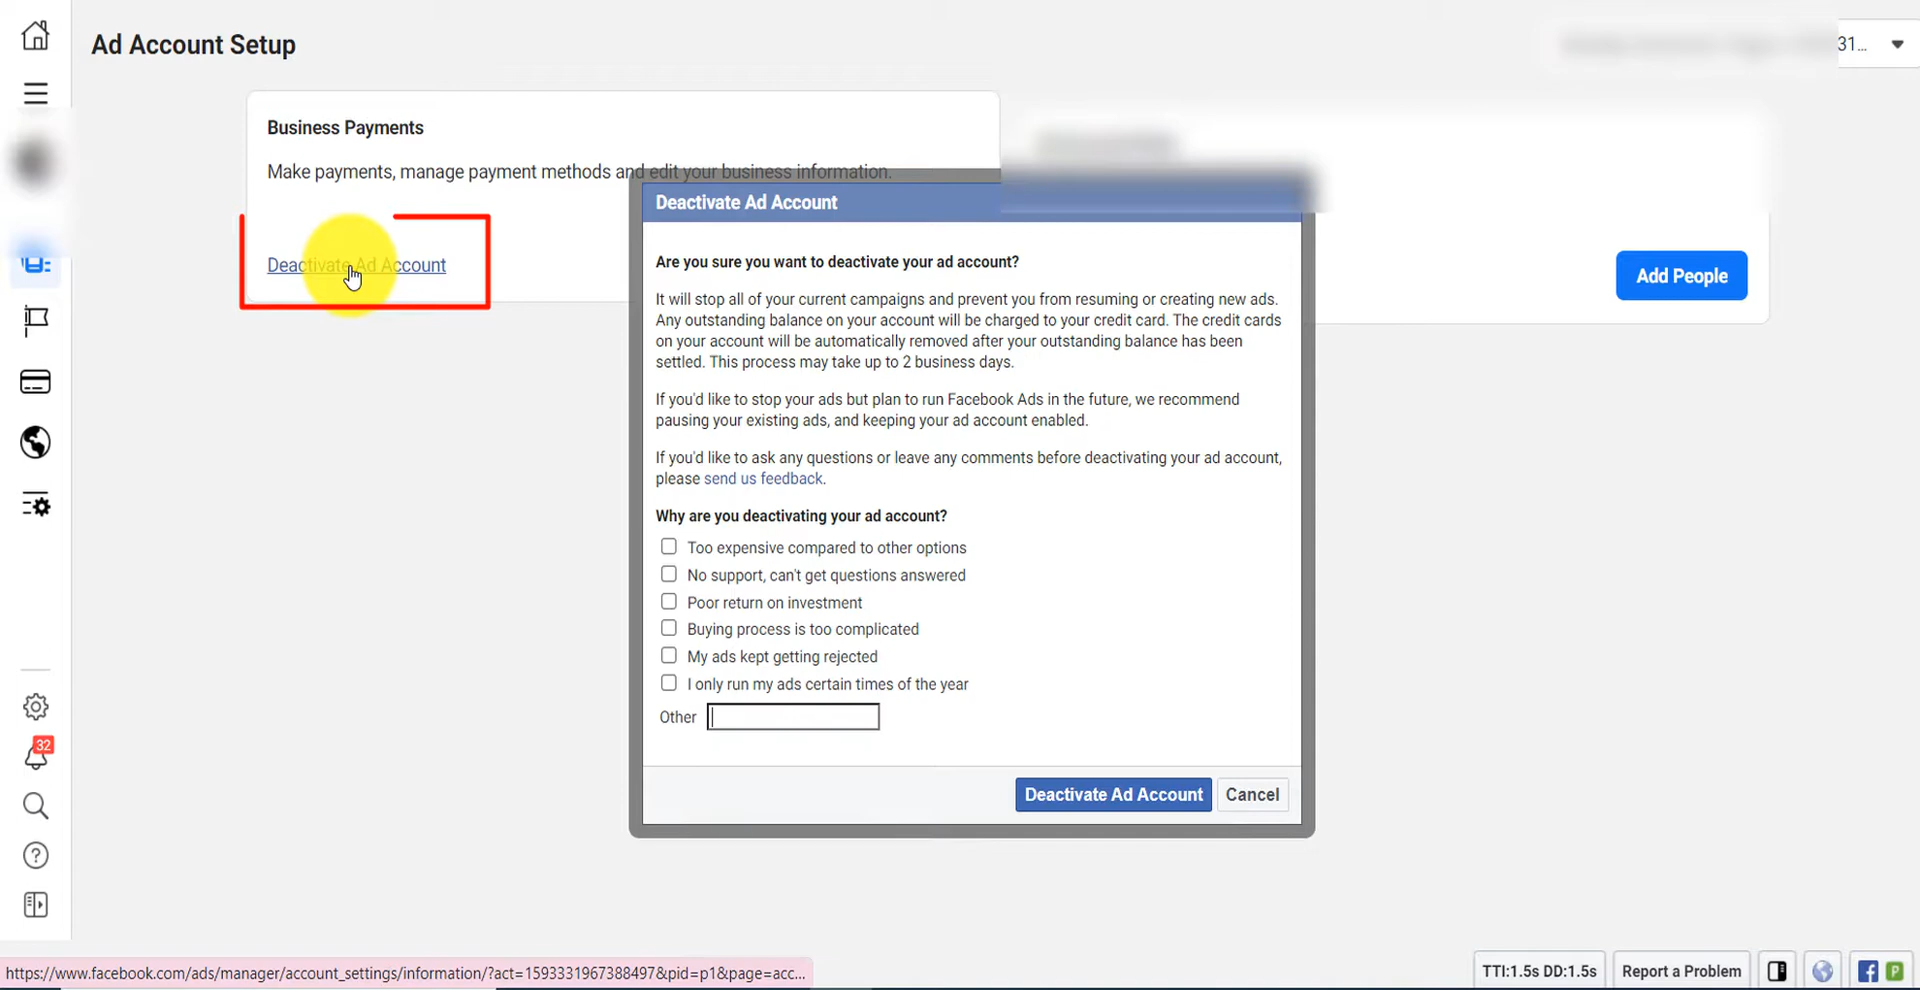 Ad Account Setup
31...
Business Payments
Make payments, manage payment methods and edit your business information.
Deactivate Ad Account
Add People
Deactivate Ad Account
Are you sure you want to deactivate your ad account?
It will stop all of your current campaigns and prevent you from resuming or creating new ads.
Any outstanding balance on your account will be charged to your credit card. The credit cards
on your account will be automatically removed after your outstanding balance has been
settled. This process may take up to 2 business days.
If you'd like to stop your ads but plan to run Facebook Ads in the future, we recommend
pausing your existing ads, and keeping your ad account enabled.
If you'd like to ask any questions or leave any comments before deactivating your ad account,
please send us feedback.
Why are you deactivating your ad account?
Too expensive compared to other options
No support, can't get questions answered
Poor return on investment
Buying process is too complicated
My ads kept getting rejected
I only run my ads certain times of the year
Other
Deactivate Ad Account Cancel
32
https://www.facebook.com/ads/manager/account_settings/information/?act=1593331967388497&pid=p1&page=acc...
TTI:1.5s DD:1.5s Report a Problem